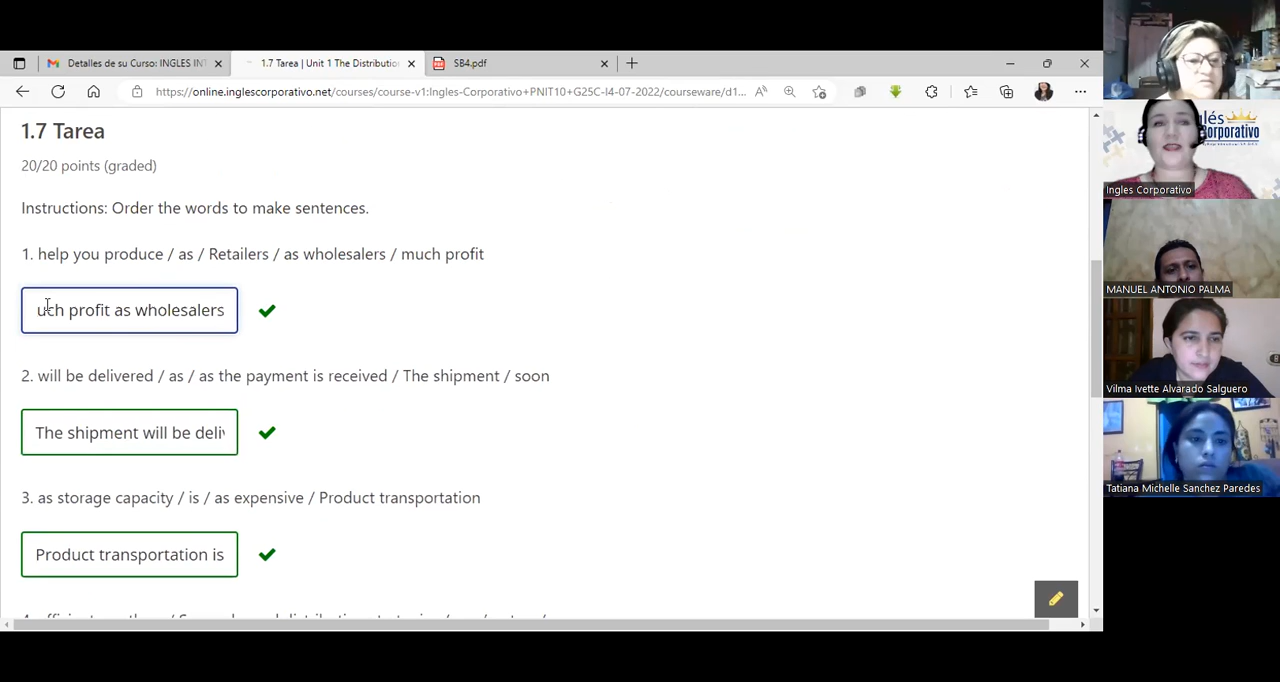 Detalles de su Curso: INGLES IN
1.7 Tarea | Unit 1 The Distributio
SB4.pdf
https://online.inglescorporativo.net/courses/course-v1:Ingles-Corporativo+PNIT10+G25C-I4-07-2022/courseware/d1...
1.7 Tarea
20/20 points (graded)
Instructions: Order the words to make sentences.
1. help you produce / as / Retailers / as wholesalers / much profit
uch profit as wholesalers
2. will be delivered / as / as the payment is received / The shipment / soon
The shipment will be deli
3. as storage capacity / is / as expensive / Product transportation
Product transportation is
Ingles Corporativo
MANUEL ANTONIO PALMA
Vilma Ivette Alvarado Salguero
Tatiana Michelle Sanchez Paredes